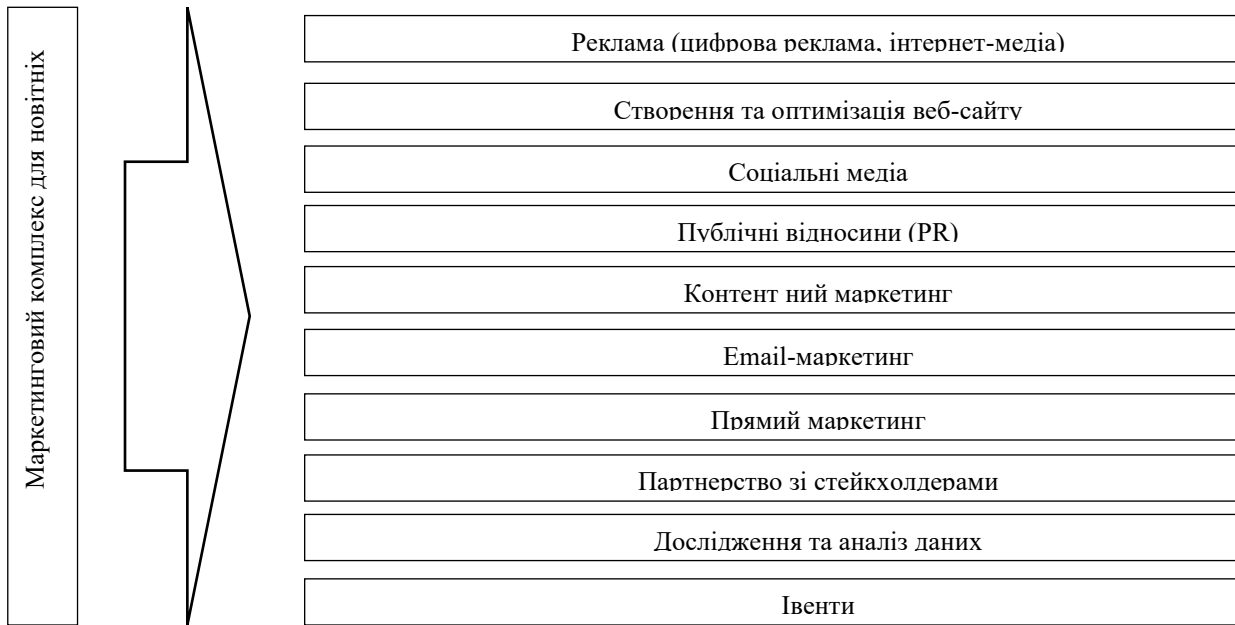 Маркетинговий комплекс для новітніх
Реклама (цифрова реклама, інтернет-медіа)
Створення та оптимізація веб-сайту
Соціальні медіа
Публічні відносини (PR)
Контент ний маркетинг
Email-маркетинг
Прямий маркетинг
Партнерство зі стейкхолдерами
Дослідження та аналіз даних
Івенти